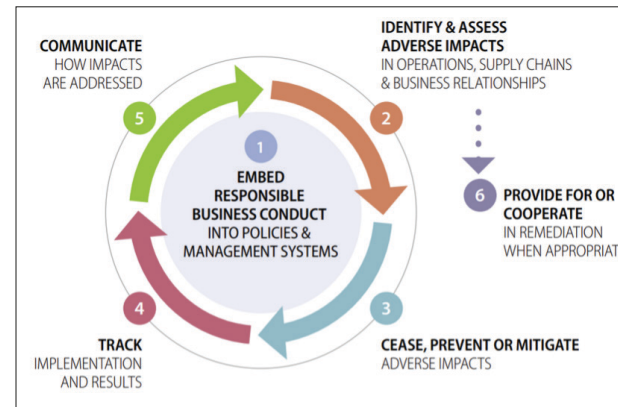 1
EMBED
RESPONSIBLE
BUSINESS CONDUCT
INTO POLICIES &
MANAGEMENT SYSTEMS
2
IDENTIFY & ASSESS
ADVERSE IMPACTS
IN OPERATIONS, SUPPLY CHAINS
& BUSINESS RELATIONSHIPS
3
CEASE, PREVENT OR MITIGATE
ADVERSE IMPACTS
4
TRACK
IMPLEMENTATION
AND RESULTS
5
COMMUNICATE
HOW IMPACTS
ARE ADDRESSED
6
PROVIDE FOR OR
COOPERATE
IN REMEDIATION
WHEN APPROPRIAT